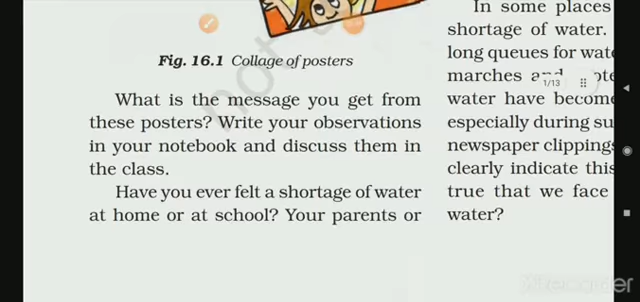 Fig. 16.1 Collage of posters
What is the message you get from
these posters? Write your observations
in your notebook and discuss them in
the class.
Have you ever felt a shortage of water
at home or at school? Your parents or
In some places
shortage of water.
long queues for wat
marches and
water have become
especially during su
newspaper clippings
clearly indicate this
true that we face
water?
1/13